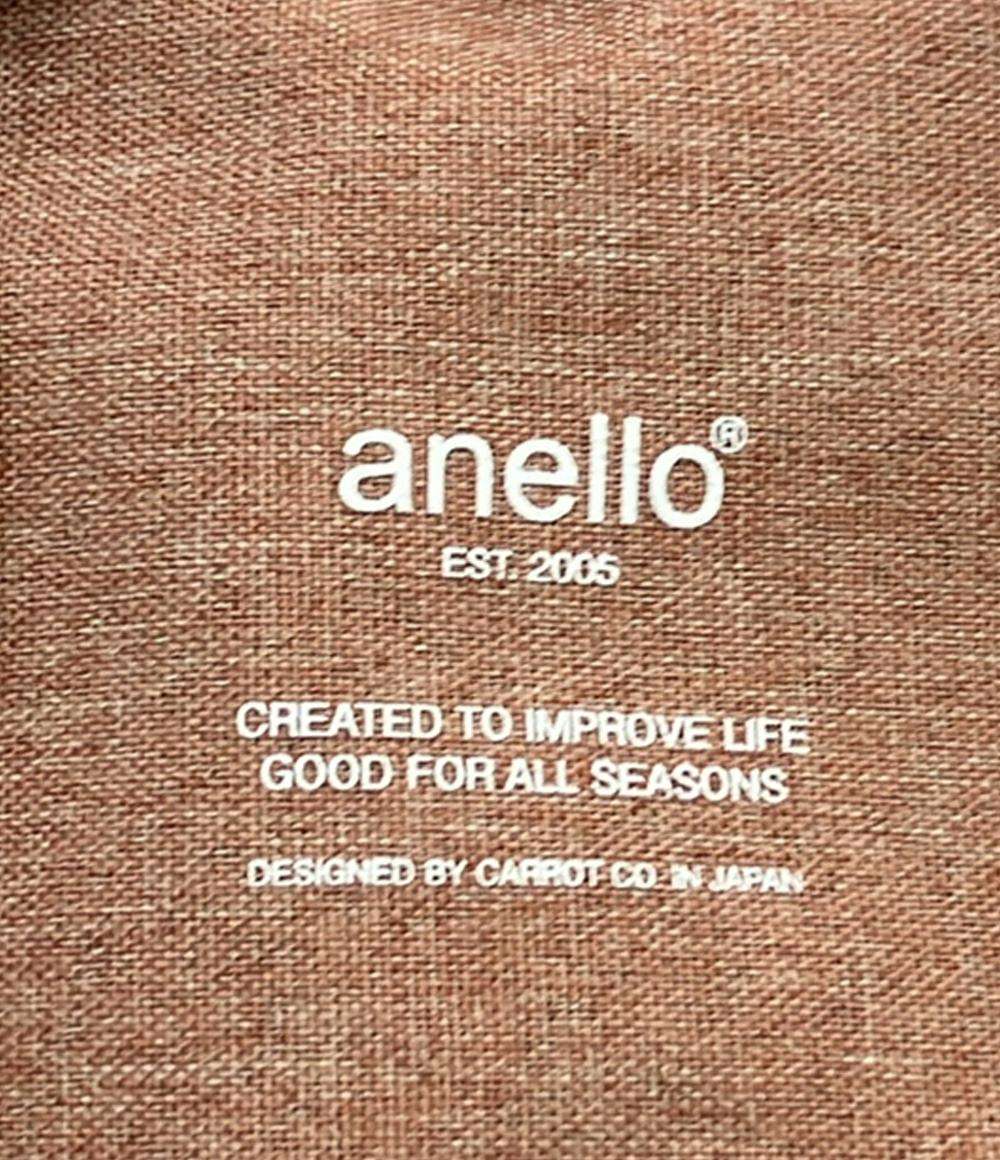 anello®
EST. 2005
CREATED TO IMPROVE LIFE
GOOD FOR ALL SEASONS
DESIGNED BY CARROT CO. IN JAPAN